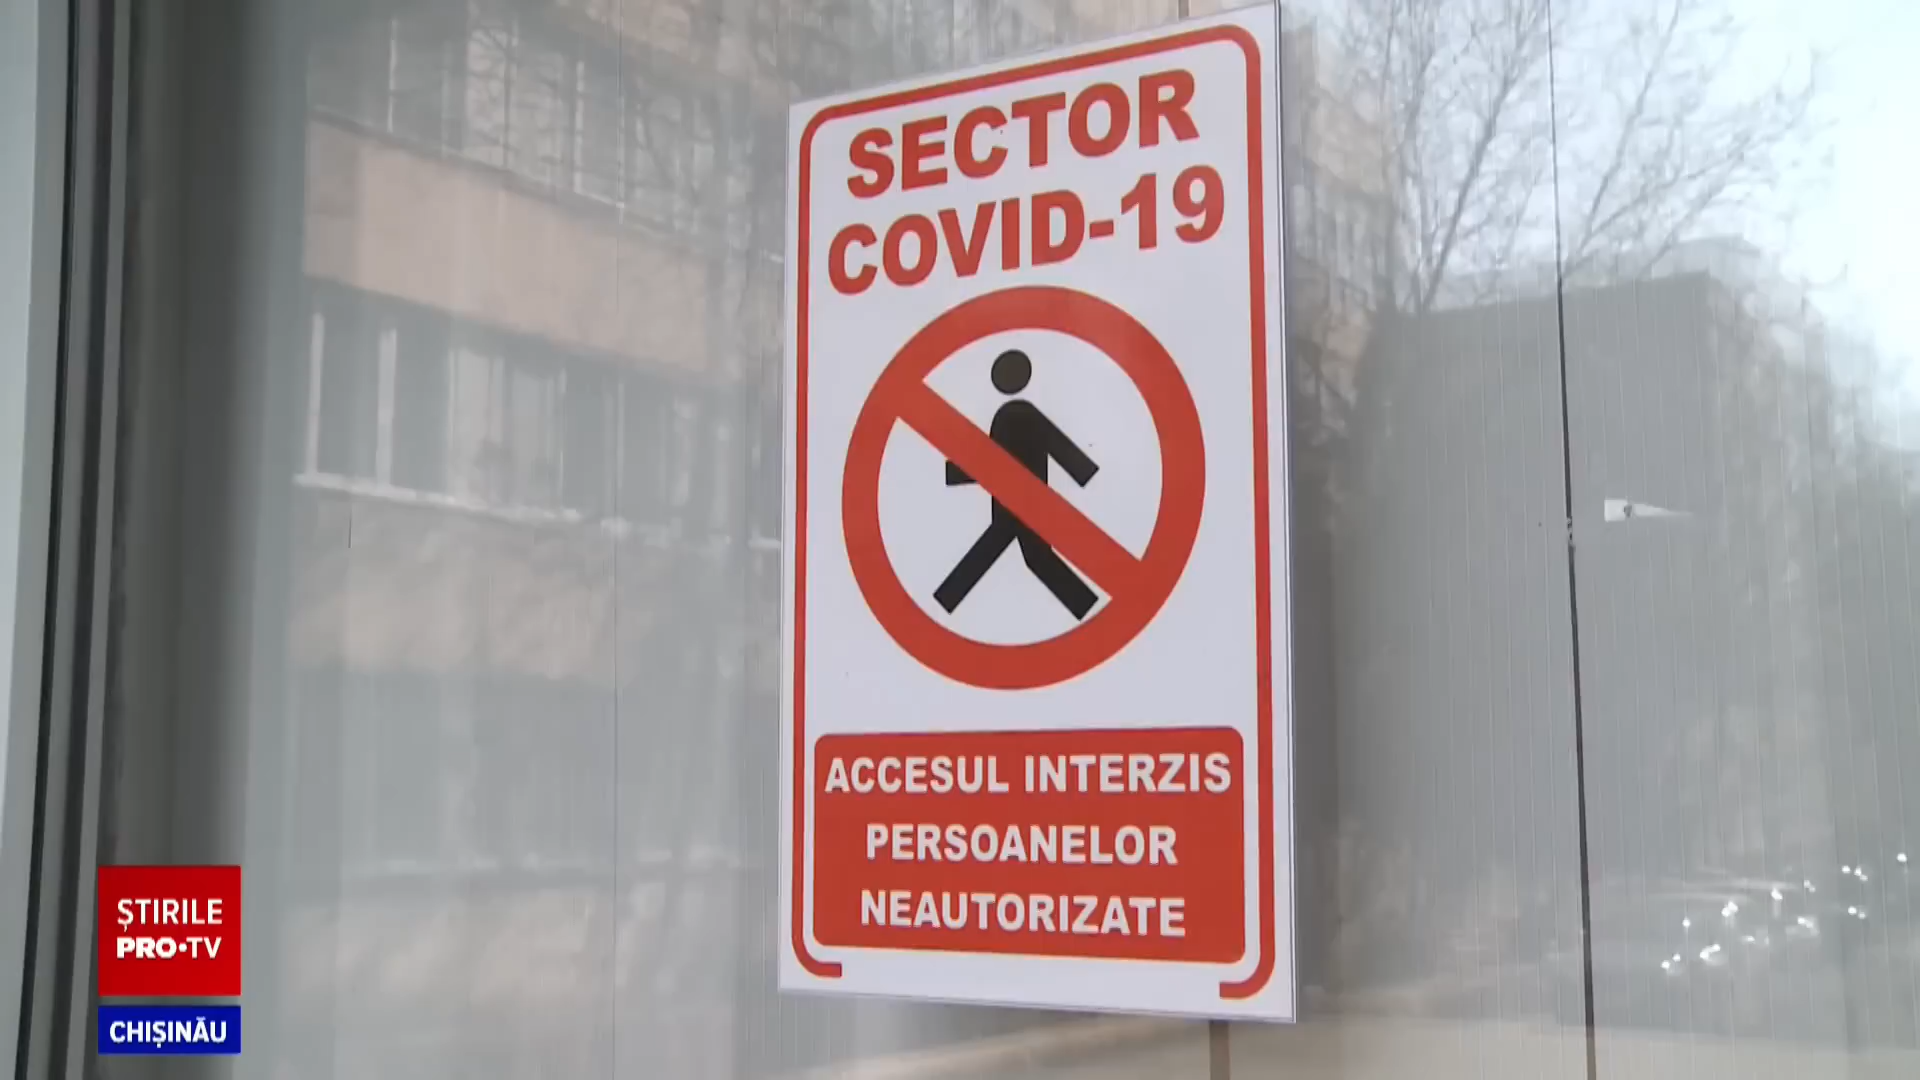 SECTOR
COVID-19
ACCESUL INTERZIS
PERSOANELOR
NEAUTORIZATE
ȘTIRILE
PRO•TV
CHIȘINĂU